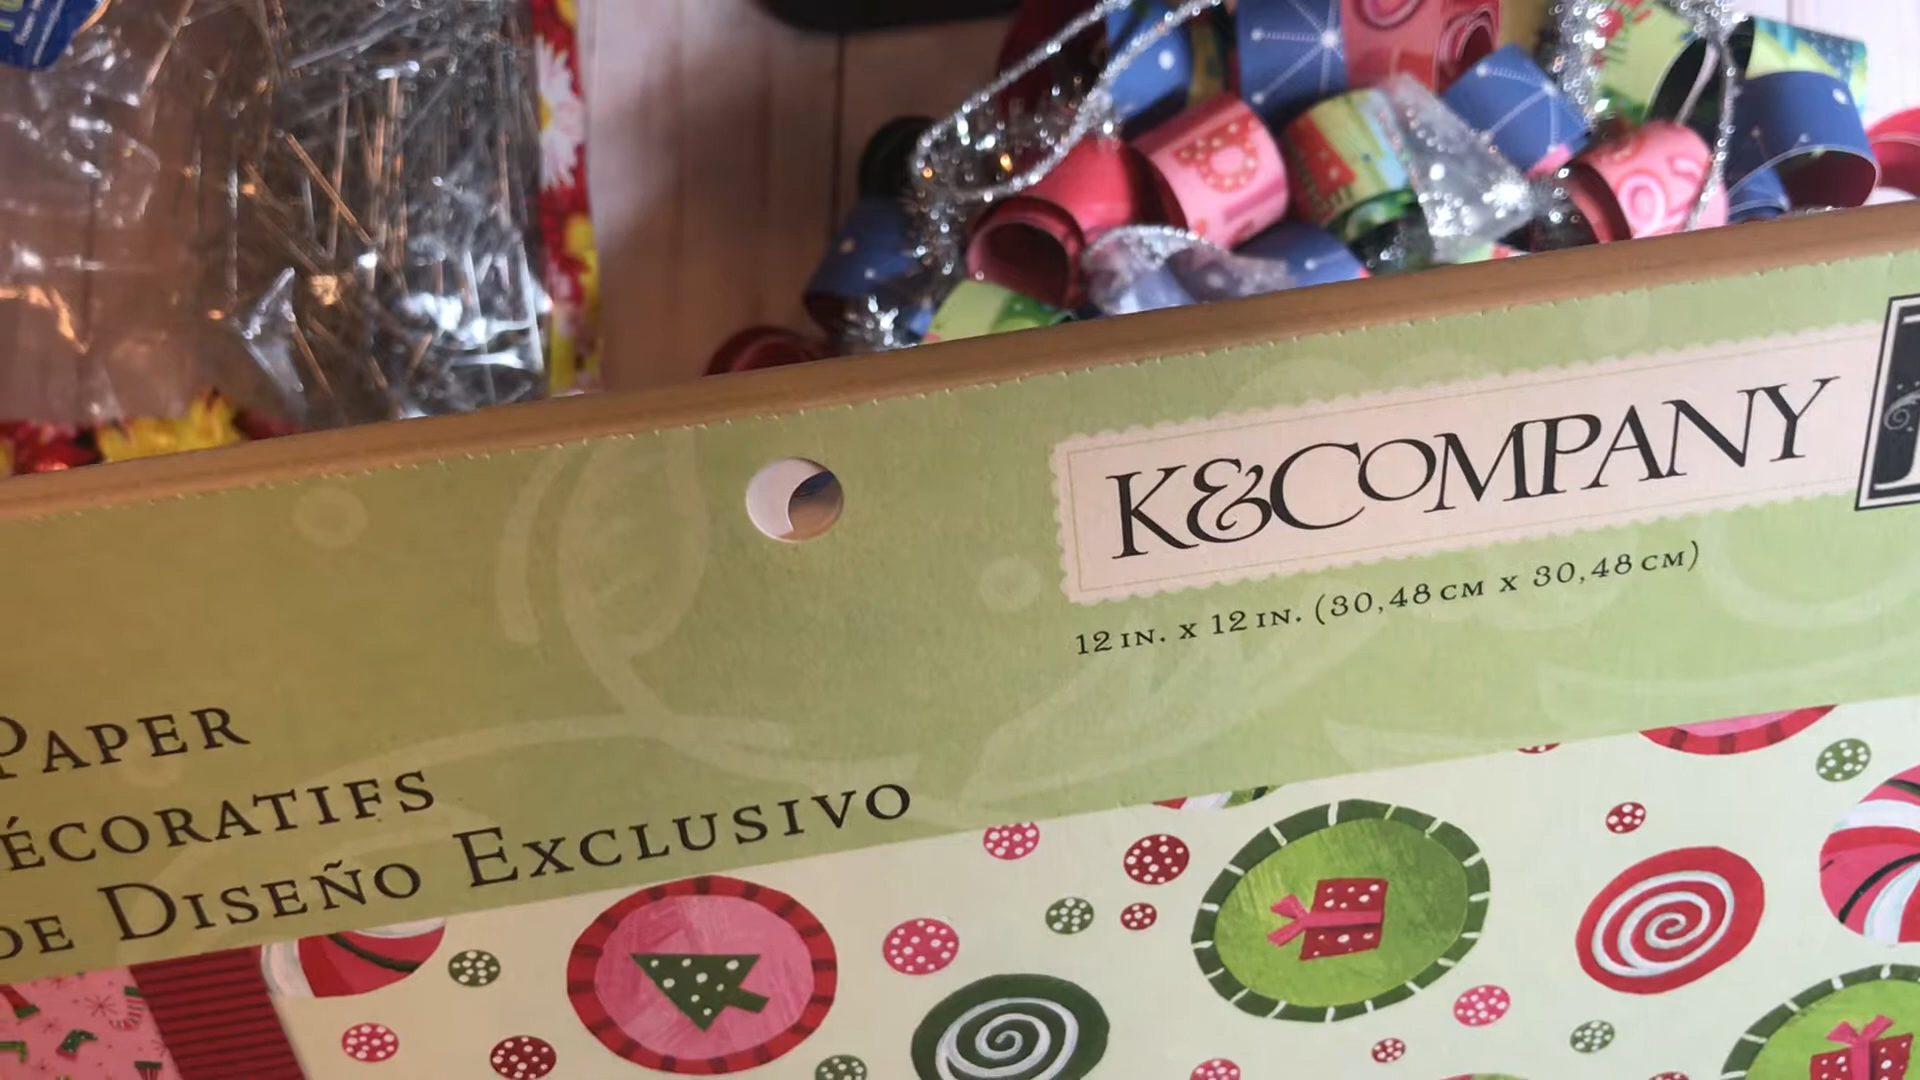 K&COMPANY
12 IN. X 12 IN. (30,48 CM X 30,48 CM)
PAPER
ÉCORATIFS
DE DISEÑO EXCLUSIVO